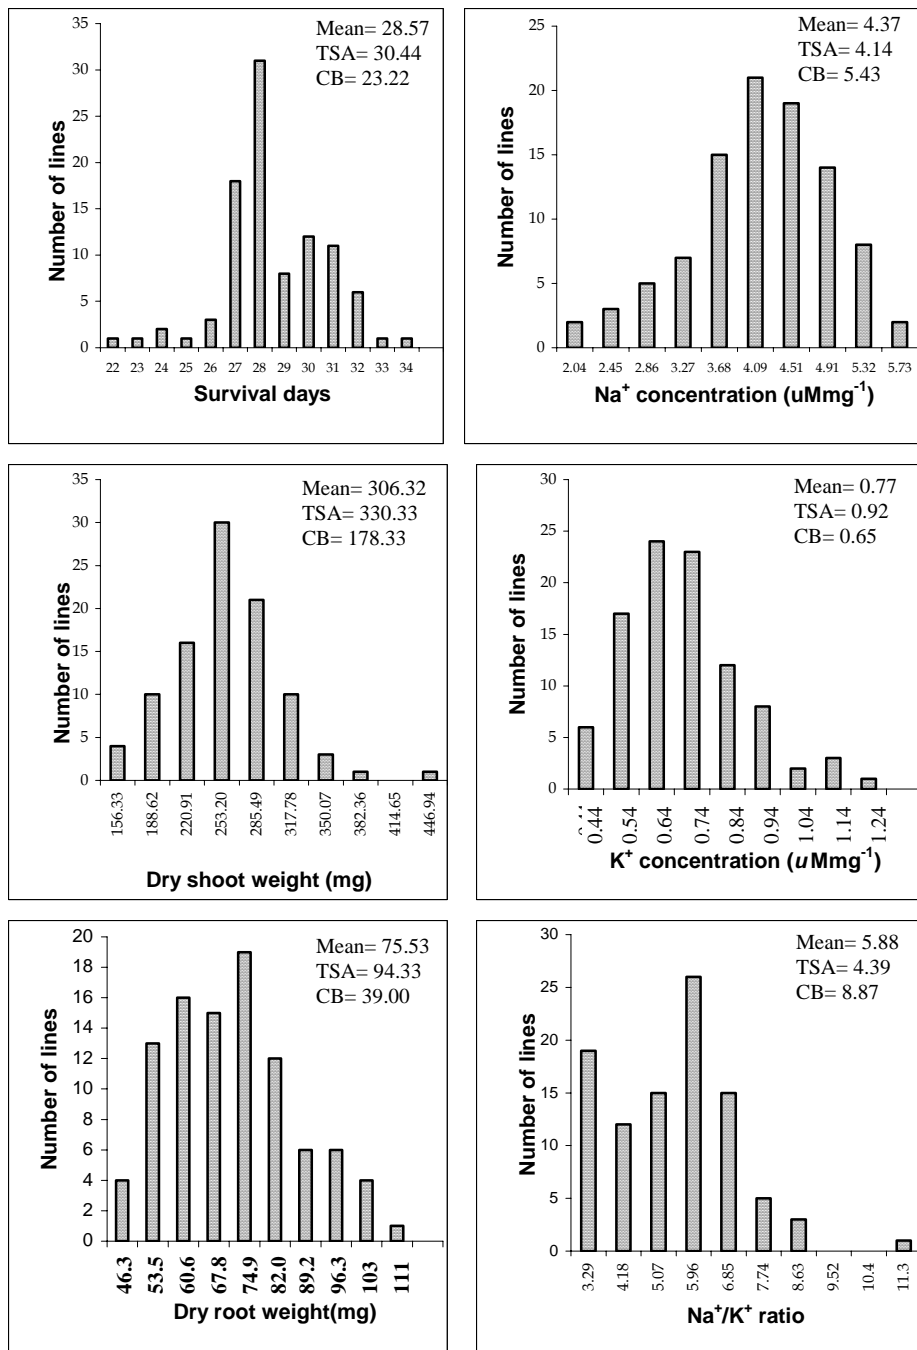 Mean= 28.57
TSA= 30.44
CB= 23.22
35
30
25
20
15
10
5
0
Number of lines
22 23 24 25 26 27 28 29 30 31 32 33 34
Survival days
Mean= 4.37
TSA= 4.14
CB= 5.43
25
20
15
10
5
0
Number of lines
2.04 2.45 2.86 3.27 3.68 4.09 4.51 4.91 5.32 5.73
Na⁺ concentration (uMmg⁻¹)
Mean= 306.32
TSA= 330.33
CB= 178.33
35
30
25
20
15
10
5
0
Number of lines
156.33 188.62 220.91 253.20 285.49 317.78 350.07 382.36 414.65 446.94
Dry shoot weight (mg)
Mean= 0.77
TSA= 0.92
CB= 0.65
30
25
20
15
10
5
0
Number of lines
0.44 0.54 0.64 0.74 0.84 0.94 1.04 1.14 1.24
K⁺ concentration (uMmg⁻¹)
Mean= 75.53
TSA= 94.33
CB= 39.00
20
18
16
14
12
10
8
6
4
2
0
Number of lines
46.3 53.5 60.6 67.8 74.9 82.0 89.2 96.3 103 111
Dry root weight(mg)
Mean= 5.88
TSA= 4.39
CB= 8.87
30
25
20
15
10
5
0
Number of lines
3.29 4.18 5.07 5.96 6.85 7.74 8.63 9.52 10.4 11.3
Na⁺/K⁺ ratio